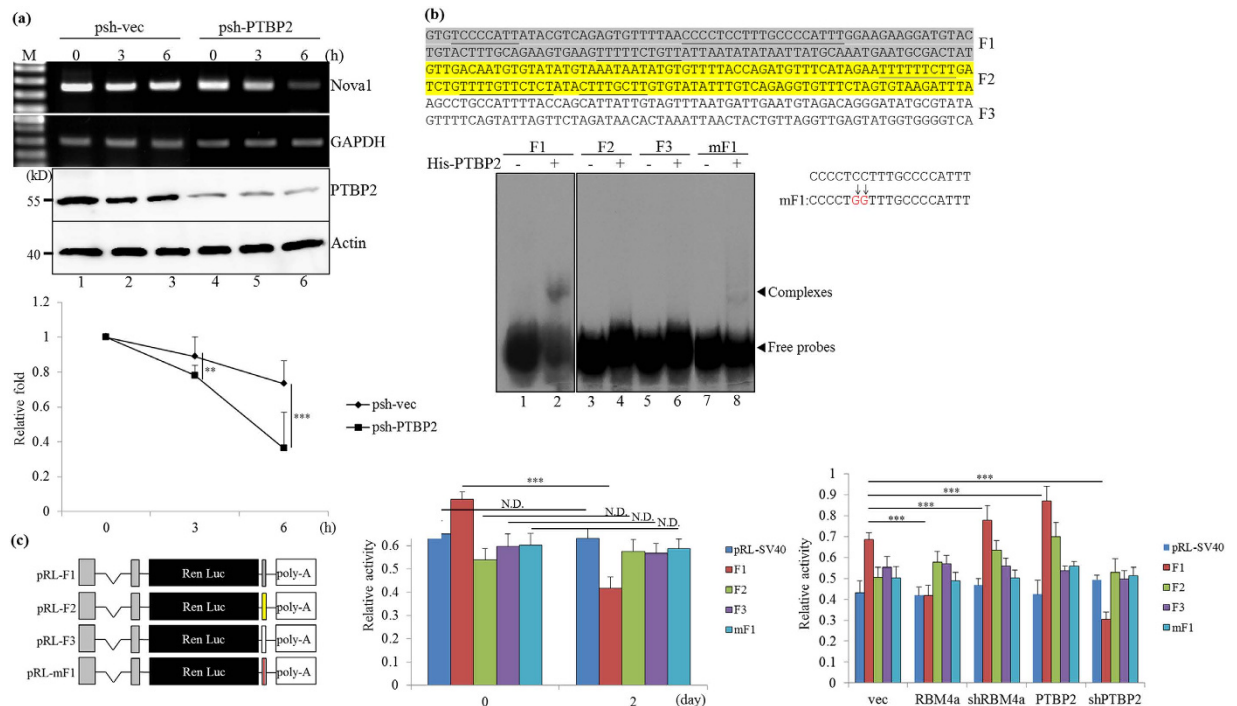 (a)
psh-vec psh-PTBP2
M 0 3 6 0 3 6 (h)
Nova1
GAPDH
(kD)
55 PTBP2
40 Actin
1 2 3 4 5 6
1.2
1
0.8
0.6
0.4
0.2
0
Relative fold
**
***
psh-vec
psh-PTBP2
0 3 6 (h)
(b)
GTGTCCCCATTATACGTCAGAGTGTTTTAACCCCCTCCTTTGCCCCATTTGGAAGAAGGATGTAC
TGTACTTTGCAGAAGTGAAGTTTTTCTGTTATTAATATATAATTATGCAAATGAATGCGACTAT
F1
GTTGACAATGTGTATATGTAAATAATATGTGTTTTACCAGATGTTTCATAGAATTTTTTCTTGA
TCTGTTTTGTTCTCTATACTTTGCTTGTGTATATTTGTCAGAGGTGTTTCTAGTGTAAGATTTA
F2
AGCCTGCCATTTTACCAGCATTATTGTAGTTTAATGATTGAATGTAGACAGGGATATGCGTATA
GTTTTCAGTATTAGTTCTAGATAACACTAAATTAACTACTGTTAGGTTGAGTATGGTGGGGTCA
F3
F1 F2 F3 mF1
His-PTBP2 - + - + - + - +
Complexes
Free probes
1 2 3 4 5 6 7 8
CCCCTCCTTTGCCCCATTT
mF1:CCCCTGGTTTGCCCCATTT
(c)
pRL-F1 Ren Luc poly-A
pRL-F2 Ren Luc poly-A
pRL-F3 Ren Luc poly-A
pRL-mF1 Ren Luc poly-A
***
N.D.
N.D.
N.D.
N.D.
0.6
0.5
0.4
0.3
0.2
0.1
0
Relative activity
0 2 (day)
pRL-SV40
F1
F2
F3
mF1
***
***
***
***
1
0.9
0.8
0.7
0.6
0.5
0.4
0.3
0.2
0.1
0
Relative activity
vec RBM4a shRBM4a PTBP2 shPTBP2
pRL-SV40
F1
F2
F3
mF1